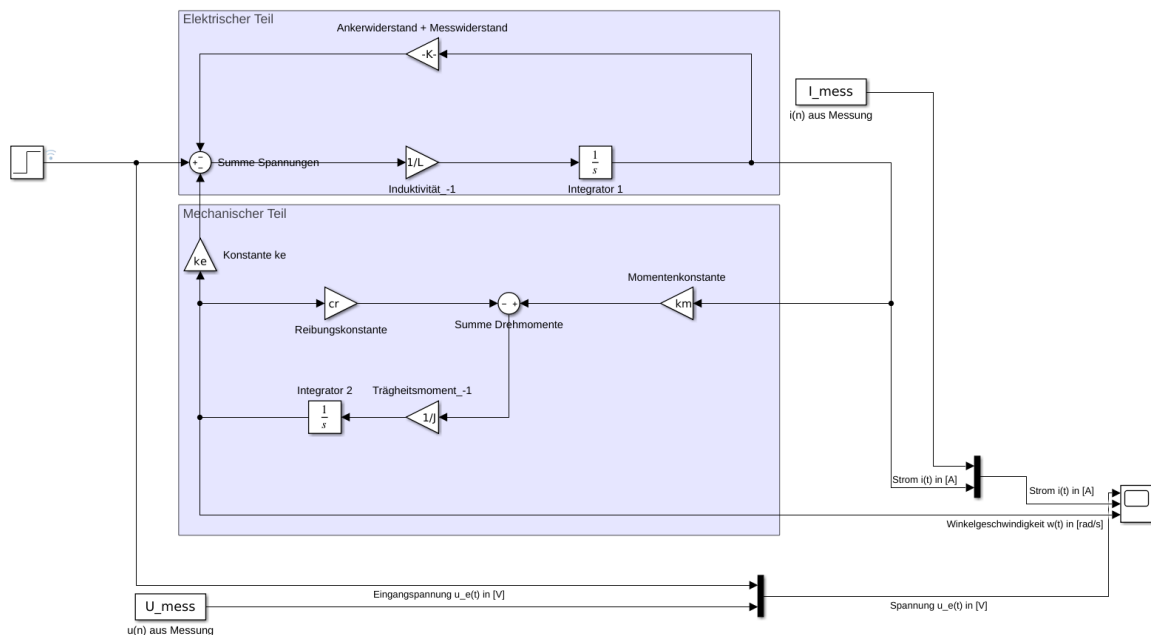 Elektrischer Teil
Ankerwiderstand + Messwiderstand
-K-
I_mess
i(n) aus Messung
Summe Spannungen
1/L
1
s
Induktivität_-1
Integrator 1
Mechanischer Teil
ke
Konstante ke
Momentenkonstante
cr
km
Reibungskonstante
Summe Drehmomente
Integrator 2
Trägheitsmoment_-1
1
s
1/J
Strom i(t) in [A]
Strom i(t) in [A]
Winkelgeschwindigkeit w(t) in [rad/s]
Eingangspannung u_e(t) in [V]
U_mess
Spannung u_e(t) in [V]
u(n) aus Messung